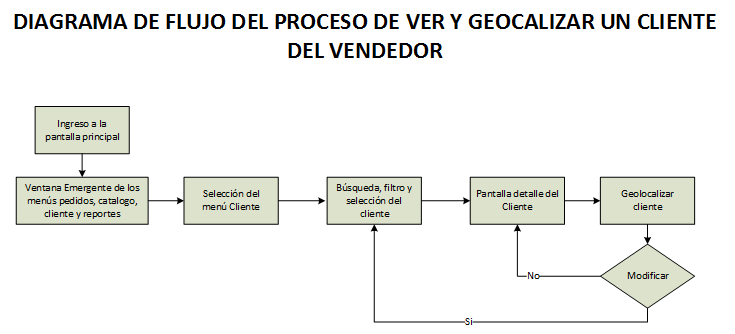 DIAGRAMA DE FLUJO DEL PROCESO DE VER Y GEOCALIZAR UN CLIENTE
DEL VENDEDOR
Ingreso a la
pantalla principal
Ventana Emergente de los
menús pedidos, catalogo,
cliente y reportes
Selección del
menú Cliente
Búsqueda, filtro y
selección del
cliente
Pantalla detalle del
Cliente
Geolocalizar
cliente
Modificar
No
Si